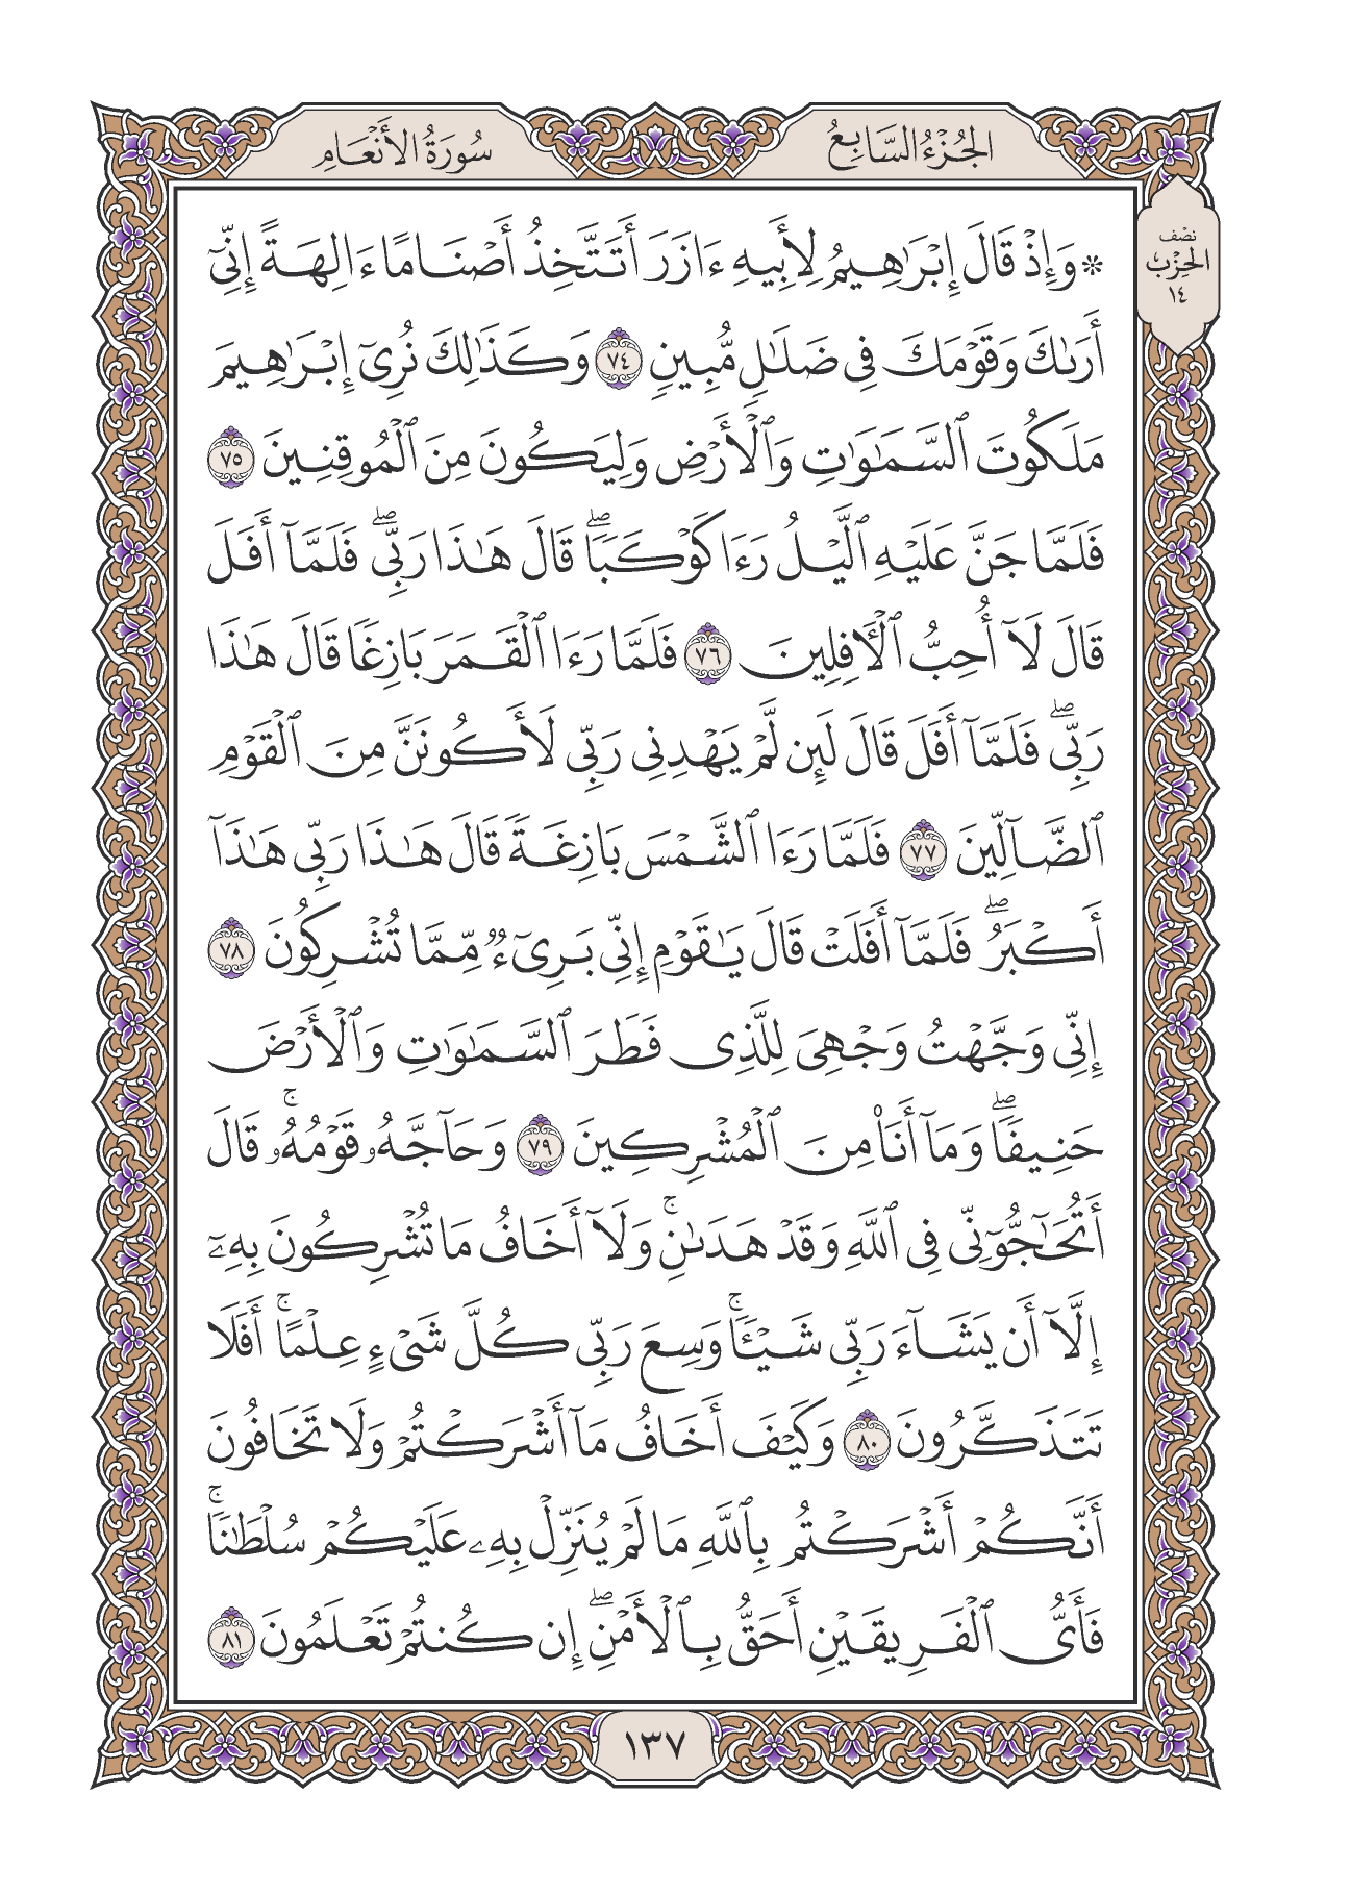 الجُزْءُ السَّابِعُ
سُورَةُ الأَنْعَامِ
نصف
الحِزْب
١٤
۞ وَإِذْ قَالَ إِبْرَٰهِيمُ لِأَبِيهِ ءَازَرَ أَتَتَّخِذُ أَصْنَامًا ءَالِهَةً إِنِّيٓ
أَرَىٰكَ وَقَوْمَكَ فِي ضَلَٰلٖ مُّبِينٖ ٧٤ وَكَذَٰلِكَ نُرِيٓ إِبْرَٰهِيمَ
مَلَكُوتَ ٱلسَّمَٰوَٰتِ وَٱلْأَرْضِ وَلِيَكُونَ مِنَ ٱلْمُوقِنِينَ ٧٥
فَلَمَّا جَنَّ عَلَيْهِ ٱلَّيْلُ رَءَا كَوْكَبٗاۖ قَالَ هَٰذَا رَبِّيۖ فَلَمَّآ أَفَلَ
قَالَ لَآ أُحِبُّ ٱلْأٓفِلِينَ ٧٦ فَلَمَّا رَءَا ٱلْقَمَرَ بَازِغٗا قَالَ هَٰذَا
رَبِّيۖ فَلَمَّآ أَفَلَ قَالَ لَئِن لَّمْ يَهْدِنِي رَبِّي لَأَكُونَنَّ مِنَ ٱلْقَوْمِ
ٱلضَّآلِّينَ ٧٧ فَلَمَّا رَءَا ٱلشَّمْسَ بَازِغَةٗ قَالَ هَٰذَا رَبِّي هَٰذَآ
أَكْبَرُۖ فَلَمَّآ أَفَلَتْ قَالَ يَٰقَوْمِ إِنِّي بَرِيٓءٞ مِّمَّا تُشْرِكُونَ ٧٨
إِنِّي وَجَّهْتُ وَجْهِيَ لِلَّذِي فَطَرَ ٱلسَّمَٰوَٰتِ وَٱلْأَرْضَ
حَنِيفٗاۖ وَمَآ أَنَا۠ مِنَ ٱلْمُشْرِكِينَ ٧٩ وَحَآجَّهُۥ قَوْمُهُۥۚ قَالَ
أَتُحَٰٓجُّوٓنِّي فِي ٱللَّهِ وَقَدْ هَدَىٰنِۚ وَلَآ أَخَافُ مَا تُشْرِكُونَ بِهِۦٓ
إِلَّآ أَن يَشَآءَ رَبِّي شَيْـٔٗاۚ وَسِعَ رَبِّي كُلَّ شَيْءٍ عِلْمًاۚ أَفَلَا
تَتَذَكَّرُونَ ٨٠ وَكَيْفَ أَخَافُ مَآ أَشْرَكْتُمْ وَلَا تَخَافُونَ
أَنَّكُمْ أَشْرَكْتُم بِٱللَّهِ مَا لَمْ يُنَزِّلْ بِهِۦ عَلَيْكُمْ سُلْطَٰنٗاۚ
فَأَيُّ ٱلْفَرِيقَيْنِ أَحَقُّ بِٱلْأَمْنِۖ إِن كُنتُمْ تَعْلَمُونَ ٨١
١٣٧